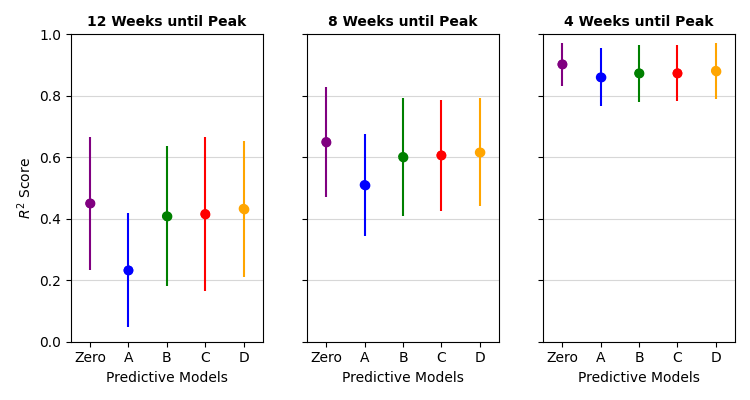 12 Weeks until Peak
8 Weeks until Peak
4 Weeks until Peak
R² Score
1.0
0.8
0.6
0.4
0.2
0.0
Zero A B C D
Zero A B C D
Zero A B C D
Predictive Models
Predictive Models
Predictive Models